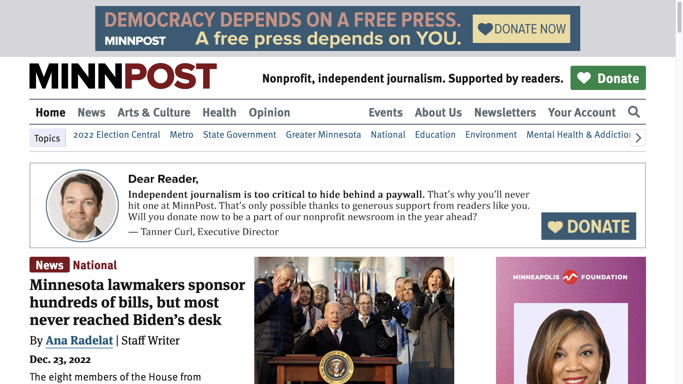 DEMOCRACY DEPENDS ON A FREE PRESS.
MINNPOST A free press depends on YOU.
DONATE NOW
MINNPOST
Nonprofit, independent journalism. Supported by readers.
Donate
Home News Arts & Culture Health Opinion Events About Us Newsletters Your Account
Topics 2022 Election Central Metro State Government Greater Minnesota National Education Environment Mental Health & Addictio
Dear Reader,
Independent journalism is too critical to hide behind a paywall. That's why you'll never
hit one at MinnPost. That's only possible thanks to generous support from readers like you.
Will you donate now to be a part of our nonprofit newsroom in the year ahead?
— Tanner Curl, Executive Director
DONATE
News National
Minnesota lawmakers sponsor
hundreds of bills, but most
never reached Biden's desk
By Ana Radelat | Staff Writer
Dec. 23, 2022
The eight members of the House from
MINNEAPOLIS FOUNDATION